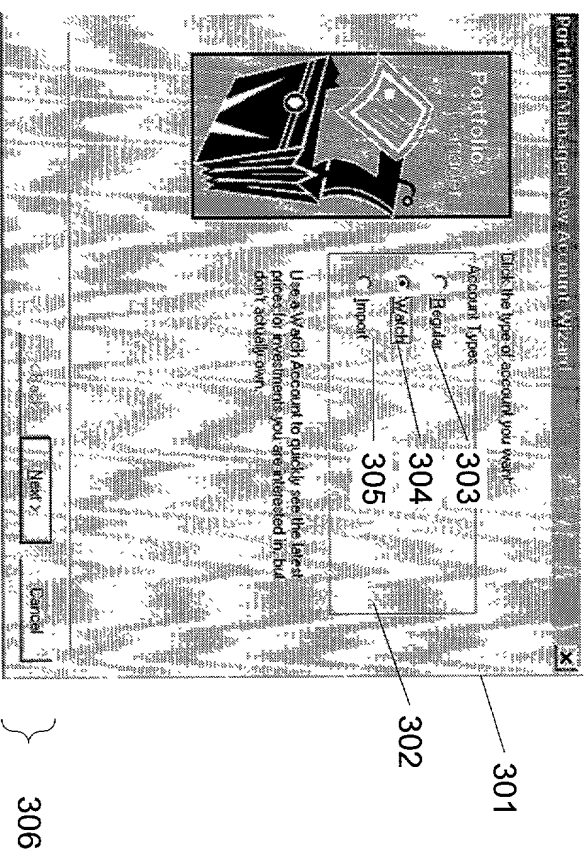 Portfolio Manager New Account Wizard
Click the type of account you want.
Portfolio
Account Types
Regular
Watch
Import
303
304
305
Use a Watch Account to quickly see the latest
prices for investments you are interested in, but
don't actually own.
Next >
Cancel
301
302
306